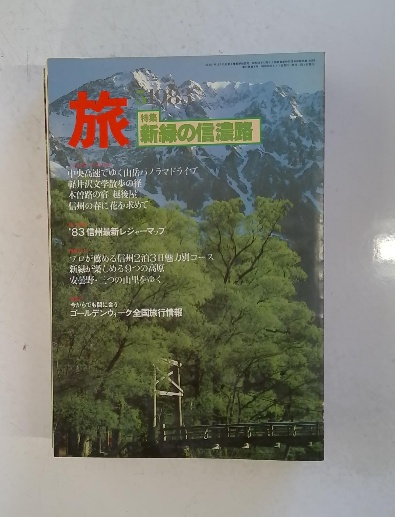 1983
旅
特集
新緑の信濃路
中央高速でゆく山岳パノラマドライブ
軽井沢文学散歩の径
木曽路の宿 越後屋
信州の春に花を求めて
'83信州最新レジャーマップ
プロが薦める信州2泊3日魅力別コース
新緑が楽しめる9つの高原
安曇野・二つの山里をゆく
今からでも間に合う
ゴールデンウィーク全国旅行情報